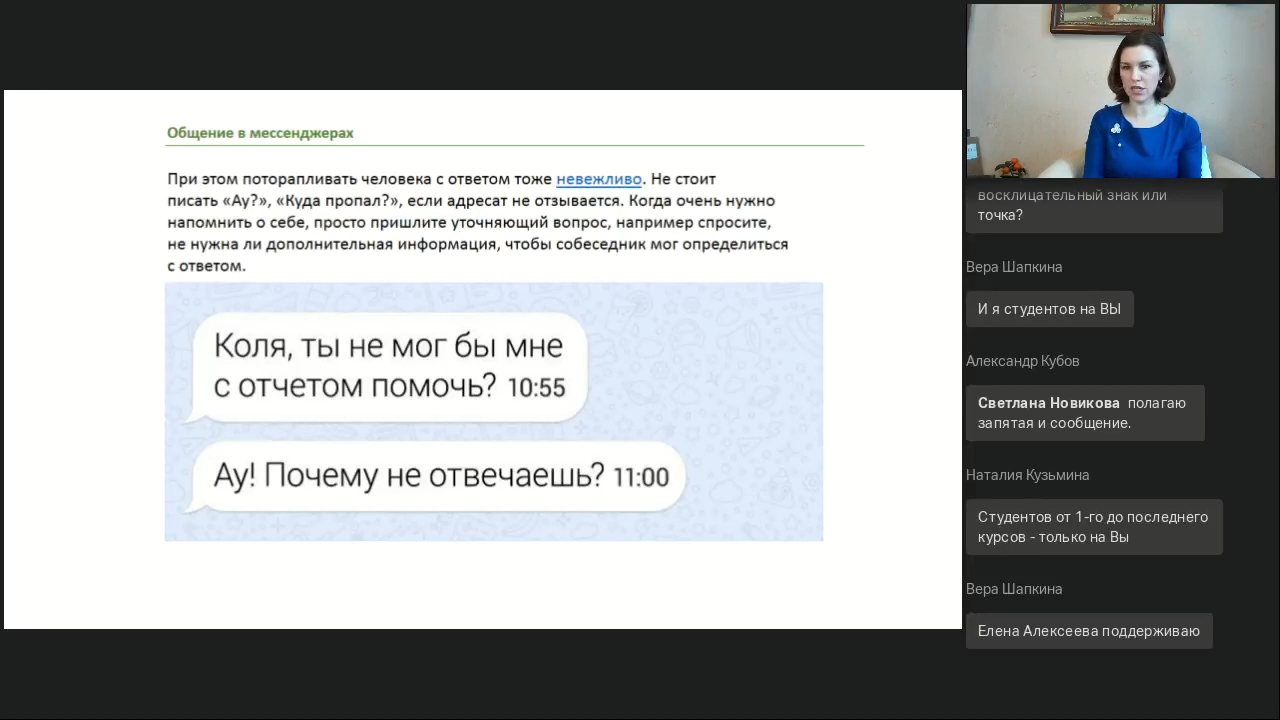 Общение в мессенджерах
При этом поторапливать человека с ответом тоже невежливо. Не стоит
писать «Ау?», «Куда пропал?», если адресат не отзывается. Когда очень нужно
напомнить о себе, просто пришлите уточняющий вопрос, например спросите,
не нужна ли дополнительная информация, чтобы собеседник мог определиться
с ответом.
Коля, ты не мог бы мне
с отчетом помочь? 10:55
Ау! Почему не отвечаешь? 11:00
восклицательный знак или
точка?
Вера Шапкина
И я студентов на ВЫ
Александр Кубов
Светлана Новикова полагаю
запятая и сообщение.
Наталия Кузьмина
Студентов от 1-го до последнего
курсов - только на Вы
Вера Шапкина
Елена Алексеева поддерживаю